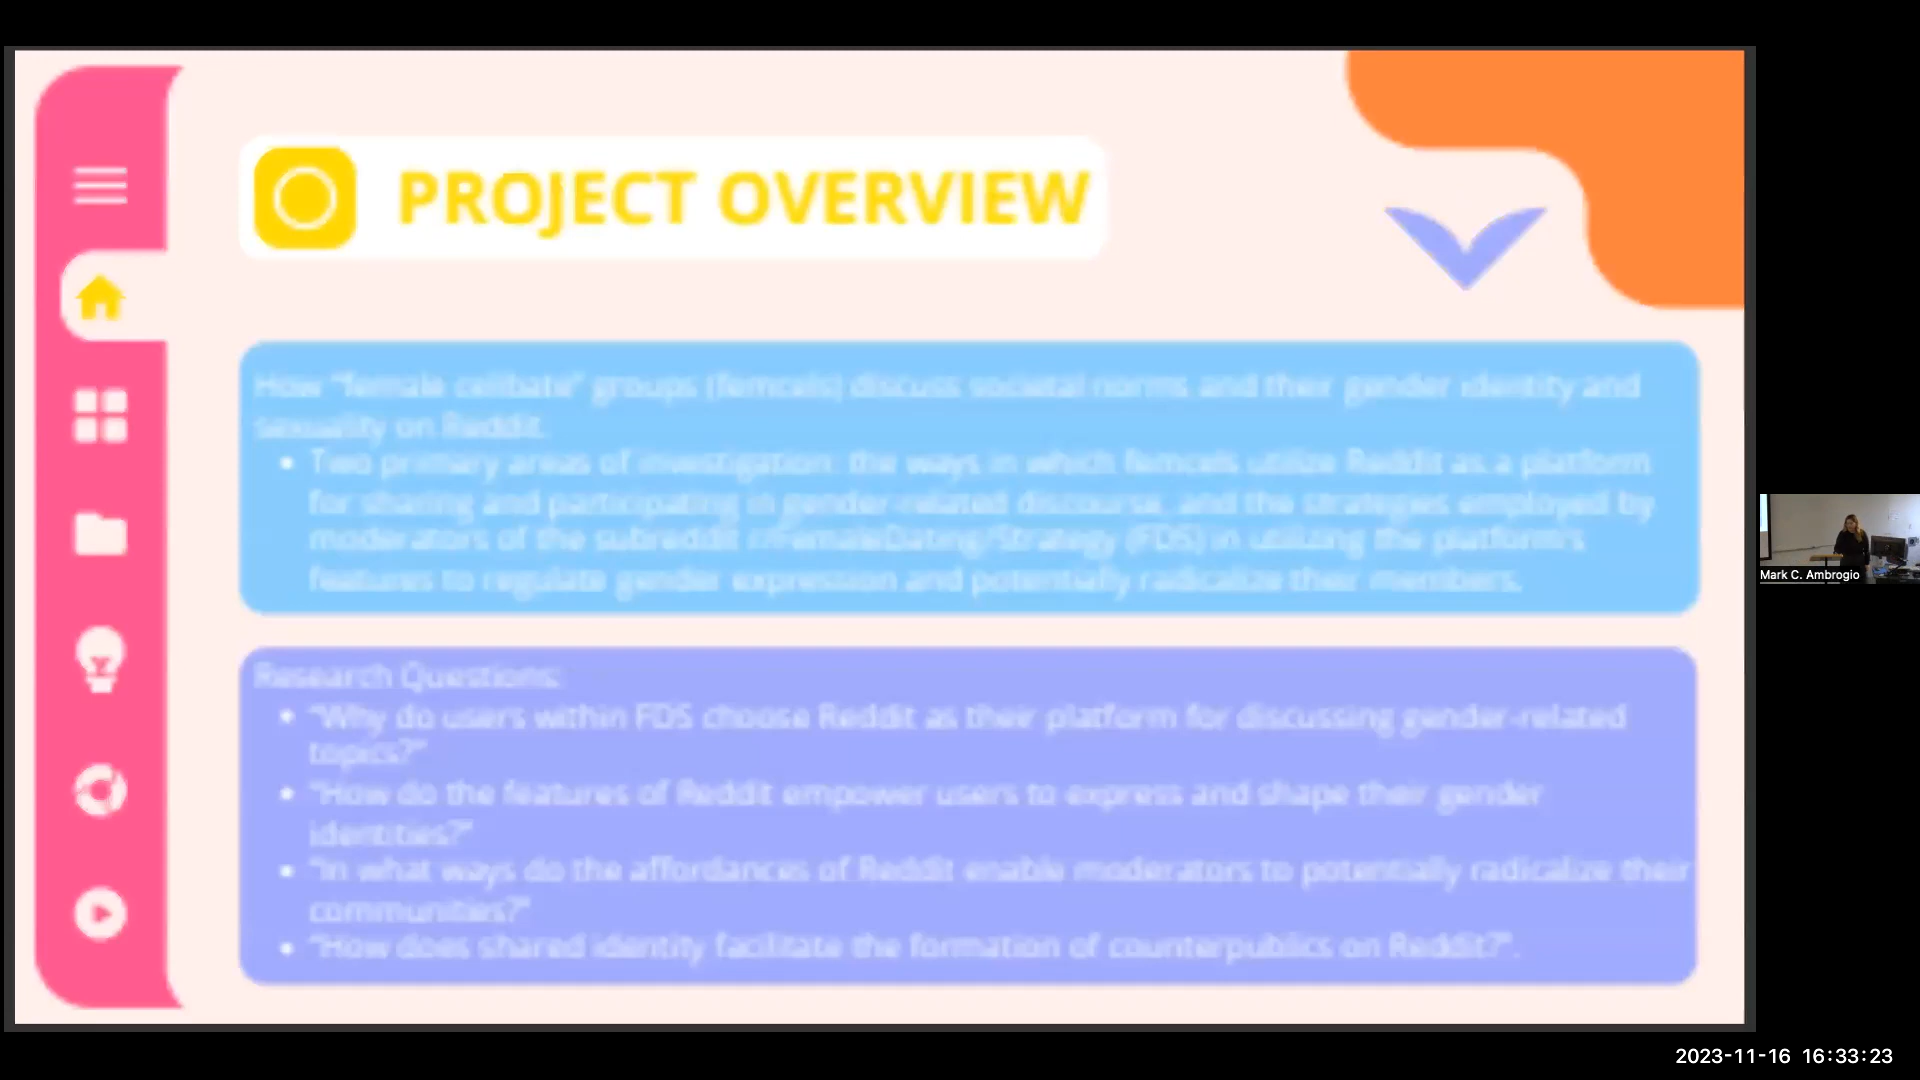 PROJECT OVERVIEW
How "female celibate" groups (femcels) discuss societal norms and their gender identity and
sexuality on Reddit.
• Two primary areas of investigation: the ways in which femcels utilize Reddit as a platform
for sharing and participating in gender-related discourse, and the strategies employed by
moderators of the subreddit r/FemaleDatingStrategy (FDS) in utilizing the platform's
features to regulate gender expression and potentially radicalize their members.
Research Questions:
• "Why do users within FDS choose Reddit as their platform for discussing gender-related
topics?"
• "How do the features of Reddit empower users to express and shape their gender
identities?"
• "In what ways do the affordances of Reddit enable moderators to potentially radicalize their
communities?"
• "How does shared identity facilitate the formation of counterpublics on Reddit?".
Mark C. Ambrogio
2023-11-16 16:33:23